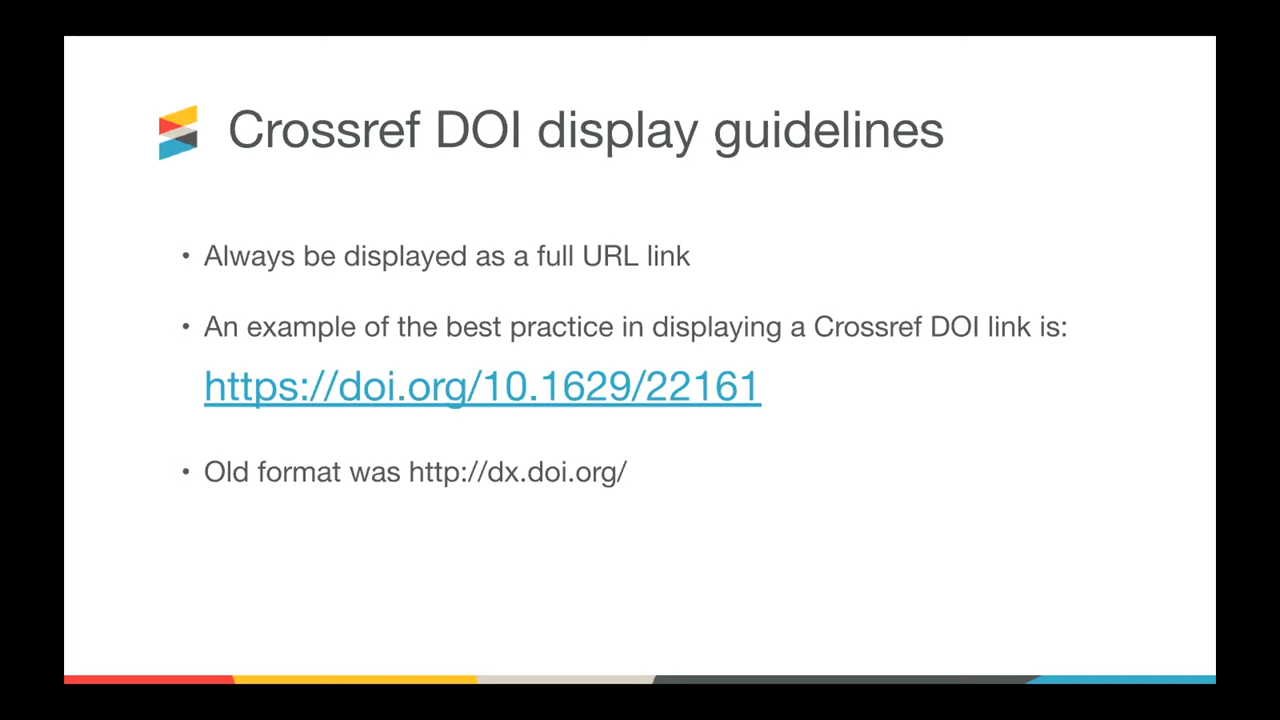 Crossref DOI display guidelines
• Always be displayed as a full URL link
• An example of the best practice in displaying a Crossref DOI link is:
https://doi.org/10.1629/22161
• Old format was http://dx.doi.org/